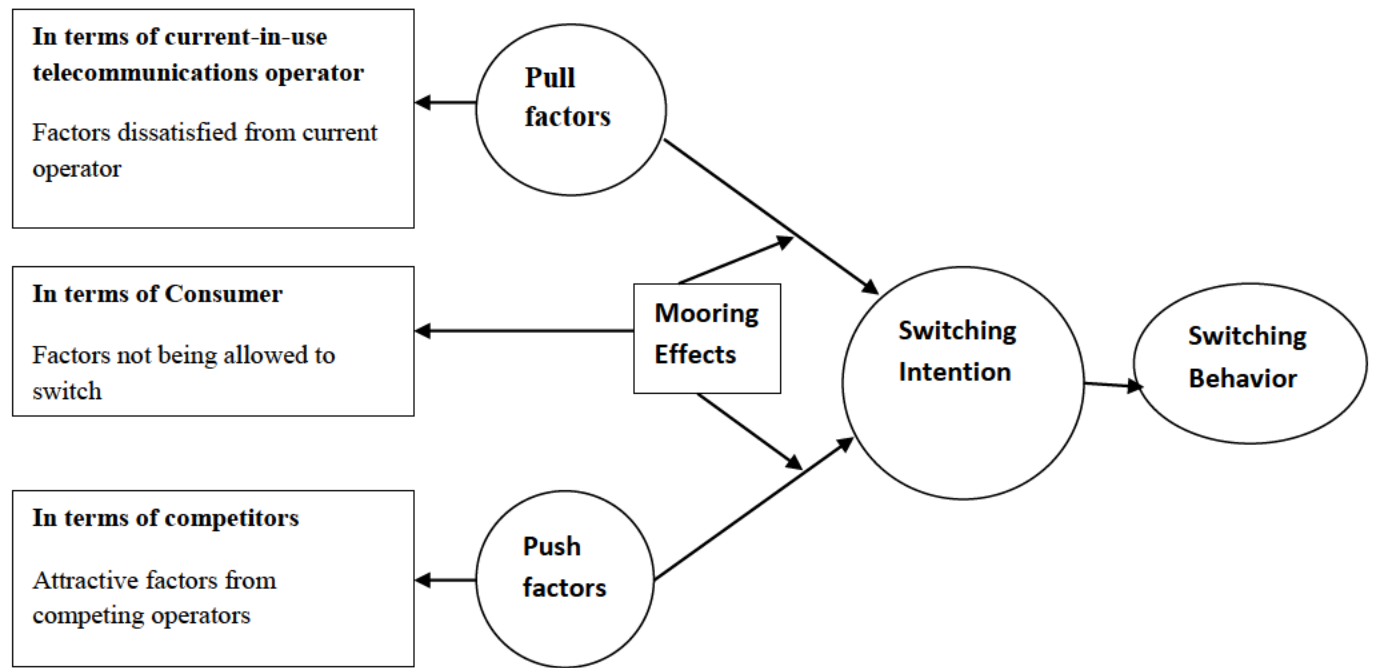 In terms of current-in-use
telecommunications operator
Factors dissatisfied from current
operator
Pull
factors
In terms of Consumer
Factors not being allowed to
switch
Mooring
Effects
Switching
Intention
Switching
Behavior
In terms of competitors
Attractive factors from
competing operators
Push
factors